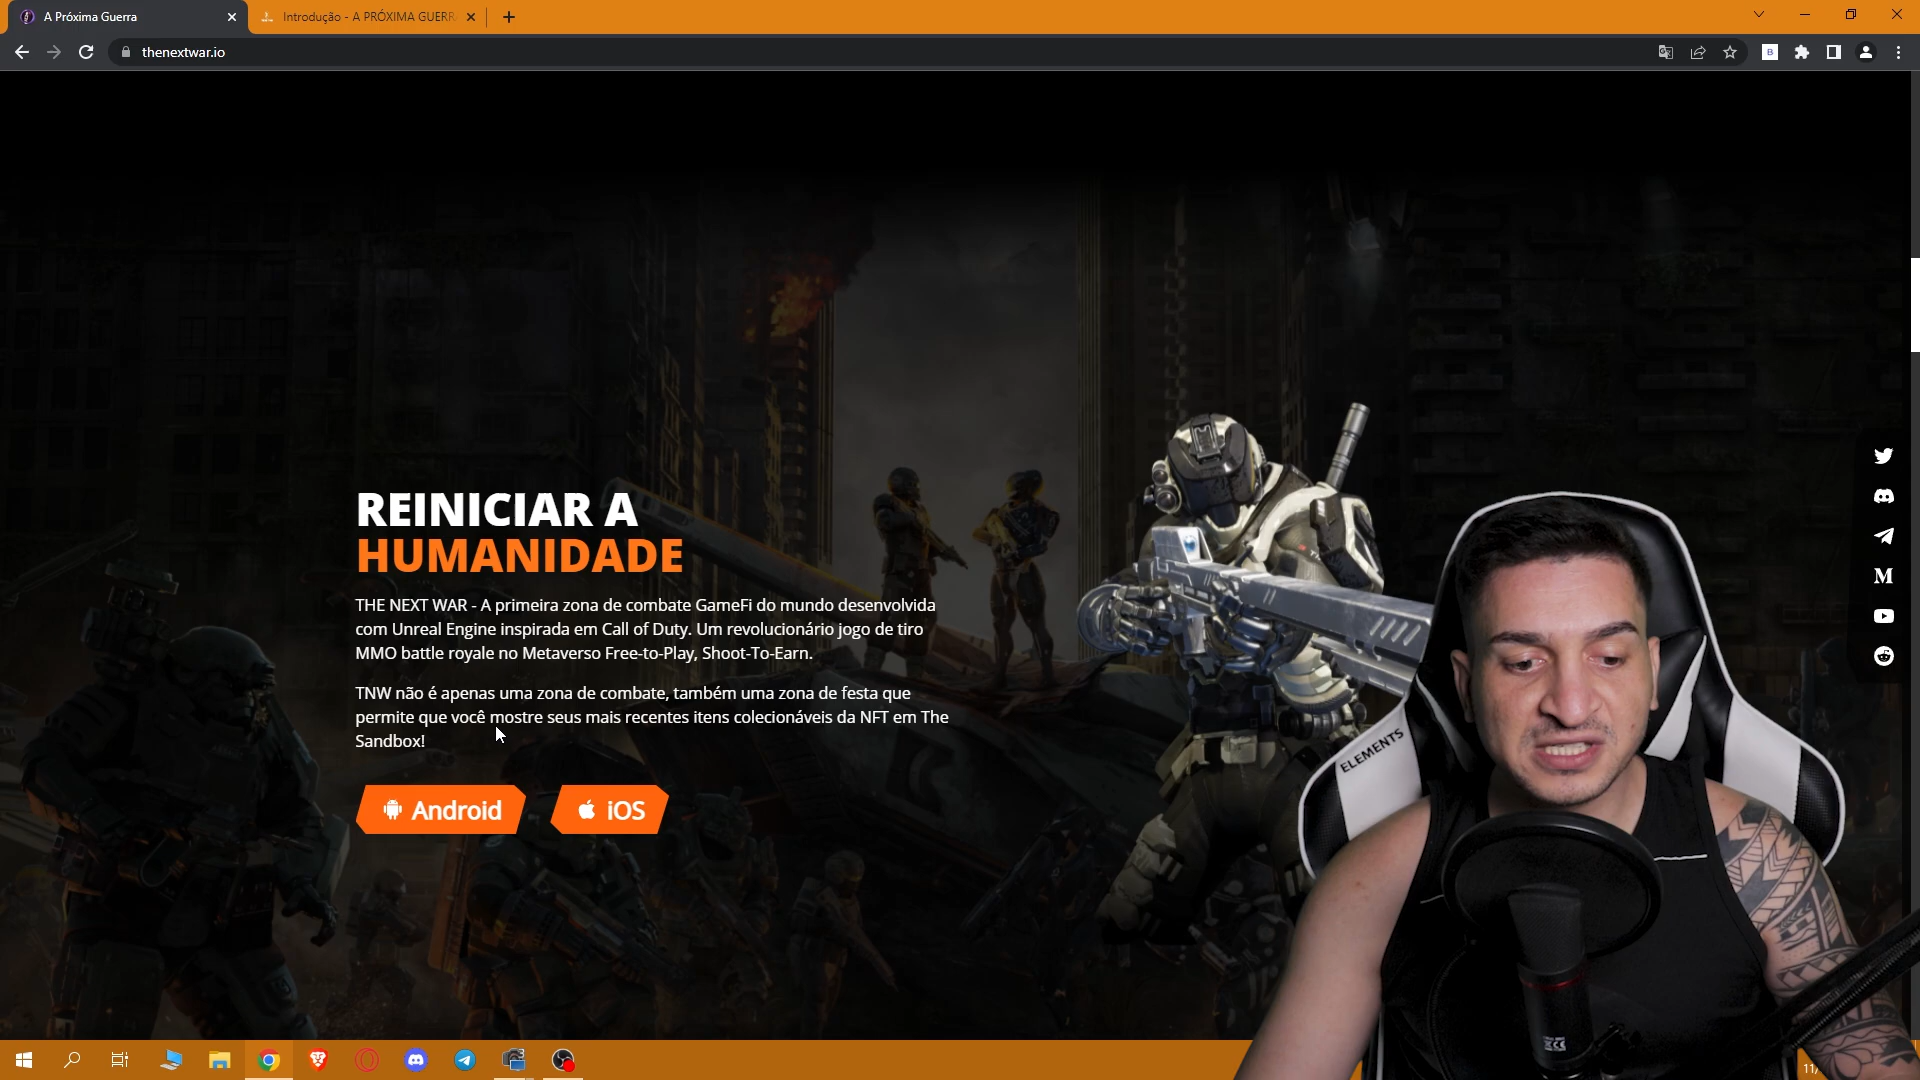 A Próxima Guerra
Introdução - A PRÓXIMA GUERR
thenextwar.io
B
REINICIAR A
HUMANIDADE
THE NEXT WAR - A primeira zona de combate GameFi do mundo desenvolvida
com Unreal Engine inspirada em Call of Duty. Um revolucionário jogo de tiro
MMO battle royale no Metaverso Free-to-Play, Shoot-To-Earn.
TNW não é apenas uma zona de combate, também uma zona de festa que
permite que você mostre seus mais recentes itens colecionáveis da NFT em The
Sandbox!
Android
iOS
ELEMENTS
11/